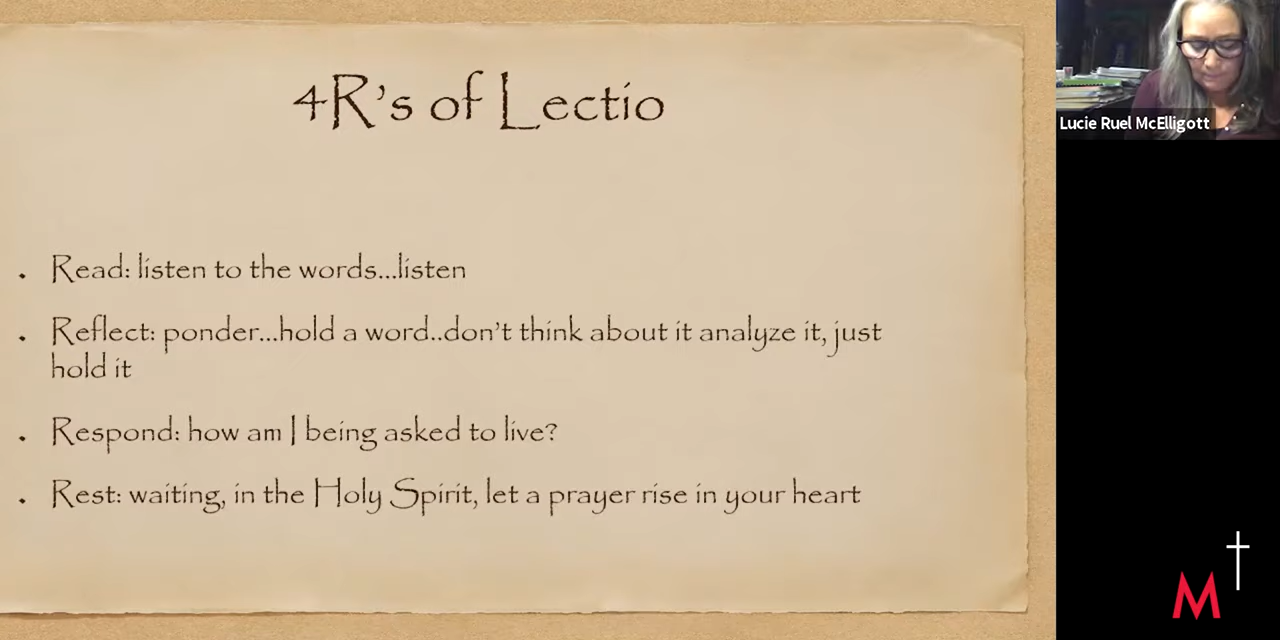 4R's of Lectio
Lucie Ruel McElligott
. Read: listen to the words...listen
. Reflect: ponder...hold a word..don't think about it analyze it, just
hold it
. Respond: how am I being asked to live?
. Rest: waiting, in the Holy Spirit, let a prayer rise in your heart
M